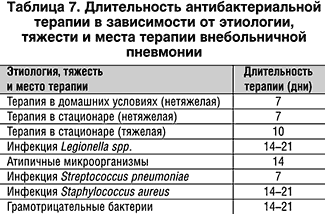 Таблица 7. Длительность антибактериальной
терапии в зависимости от этиологии,
тяжести и места терапии внебольничной
пневмонии
Этиология, тяжесть Длительность
и место терапии терапии (дни)
Терапия в домашних условиях (нетяжелая) 7
Терапия в стационаре (нетяжелая) 7
Терапия в стационаре (тяжелая) 10
Инфекция Legionella spp. 14–21
Атипичные микроорганизмы 14
Инфекция Streptococcus pneumoniae 7
Инфекция Staphylococcus aureus 14–21
Грамотрицательные бактерии 14–21